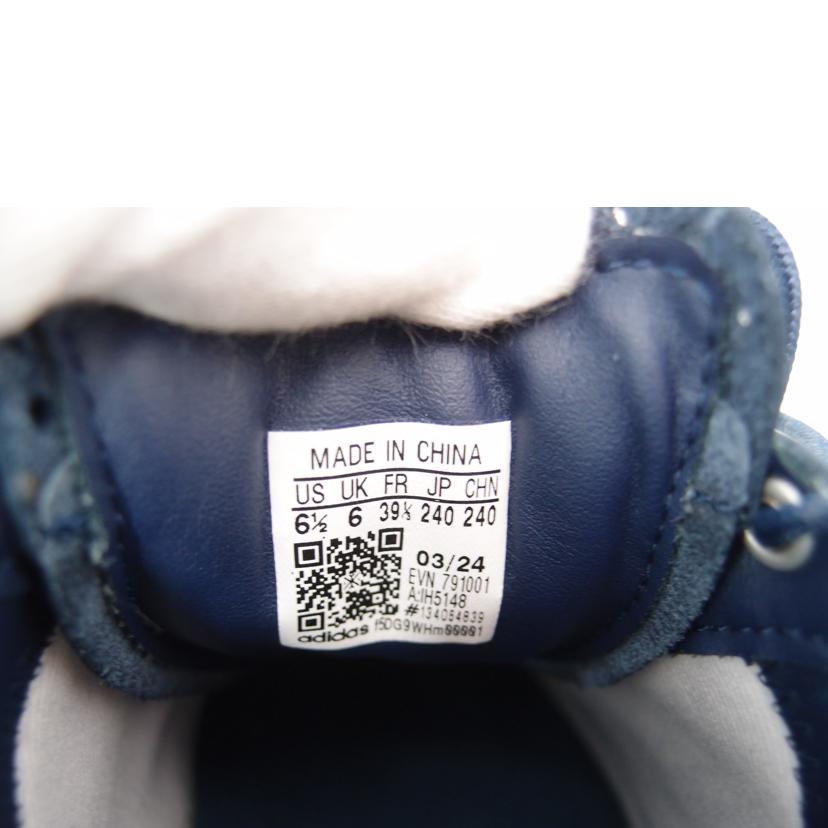 MADE IN CHINA
US UK FR JP CHN
6½ 6 39⅓ 240 240
03/24
EVN 791001
A:IH5148
#134084839
adidas f5DG9WHm00001